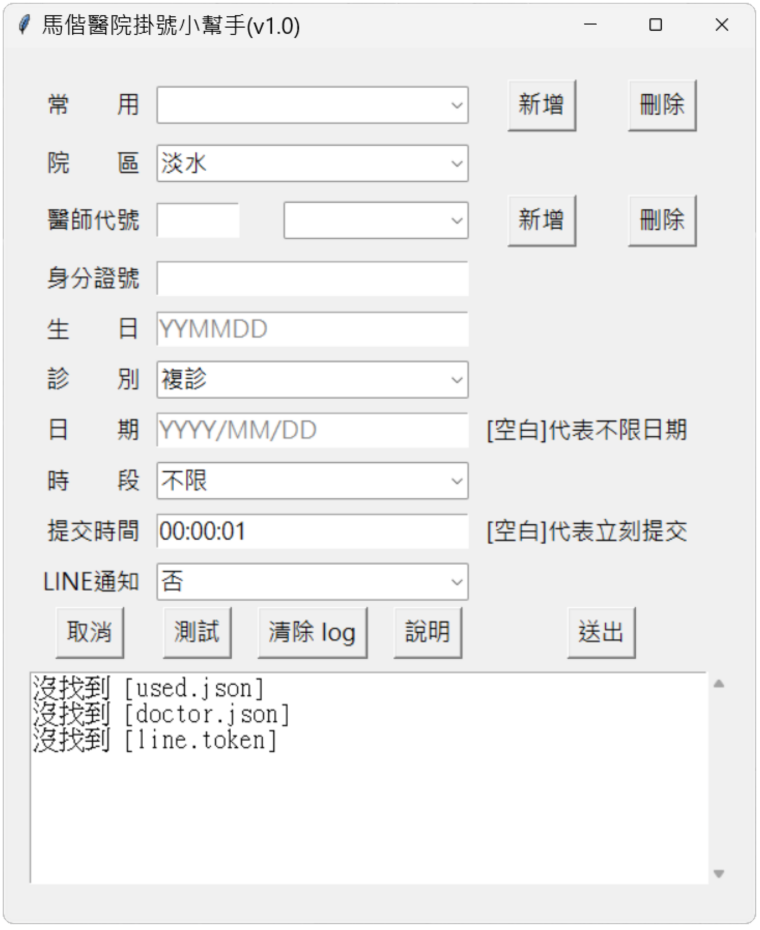 馬偕醫院掛號小幫手(v1.0)
常 用 新增 刪除
院 區 淡水
醫師代號 新增 刪除
身分證號
生 日 YYMMDD
診 別 複診
日 期 YYYY/MM/DD [空白]代表不限日期
時 段 不限
提交時間 00:00:01 [空白]代表立刻提交
LINE通知 否
取消 測試 清除 log 說明 送出
沒找到 [used.json]
沒找到 [doctor.json]
沒找到 [line.token]